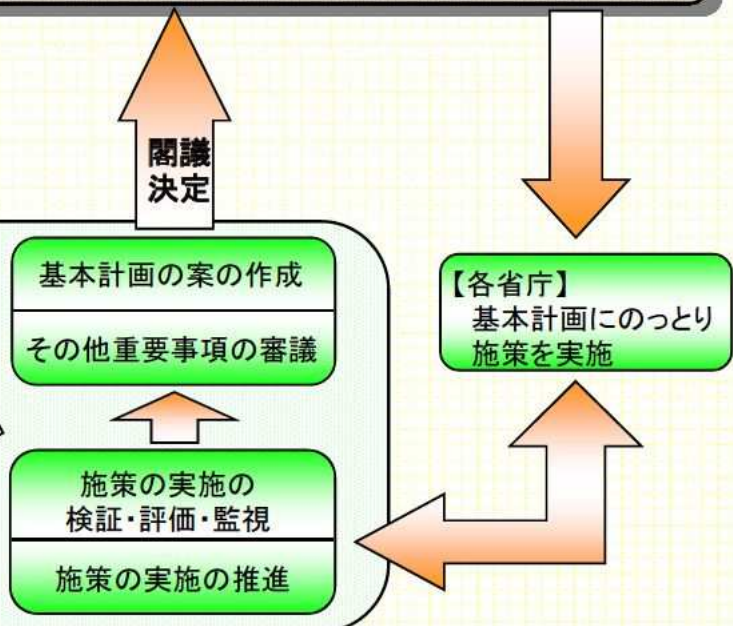 閣議
決定
基本計画の案の作成
その他重要事項の審議
【各省庁】
基本計画にのっとり
施策を実施
施策の実施の
検証・評価・監視
施策の実施の推進